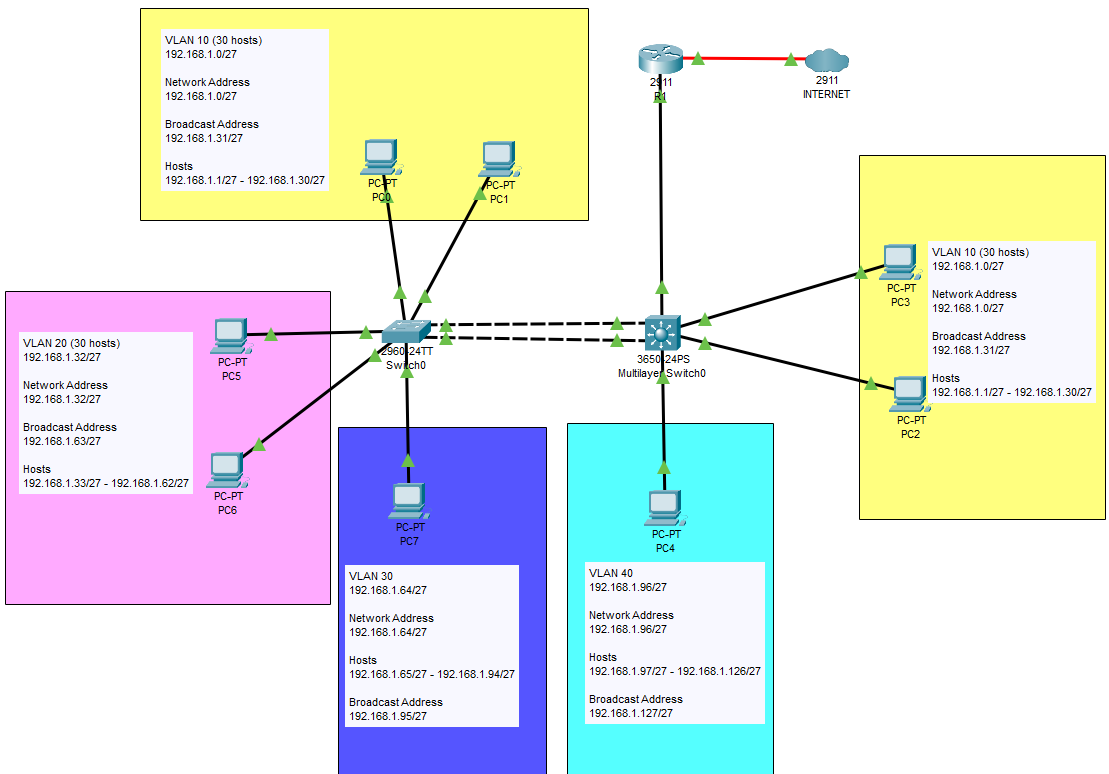 VLAN 10 (30 hosts)
192.168.1.0/27
Network Address
192.168.1.0/27
Broadcast Address
192.168.1.31/27
Hosts
192.168.1.1/27 - 192.168.1.30/27
PC-PT
PC0
PC-PT
PC1
2911
R1
2911
INTERNET
VLAN 10 (30 hosts)
192.168.1.0/27
Network Address
192.168.1.0/27
Broadcast Address
192.168.1.31/27
Hosts
192.168.1.1/27 - 192.168.1.30/27
PC-PT
PC3
PC-PT
PC2
VLAN 20 (30 hosts)
192.168.1.32/27
Network Address
192.168.1.32/27
Broadcast Address
192.168.1.63/27
Hosts
192.168.1.33/27 - 192.168.1.62/27
PC-PT
PC5
PC-PT
PC6
2960-24TT
Switch0
3650-24PS
Multilayer Switch0
PC-PT
PC7
VLAN 30
192.168.1.64/27
Network Address
192.168.1.64/27
Hosts
192.168.1.65/27 - 192.168.1.94/27
Broadcast Address
192.168.1.95/27
PC-PT
PC4
VLAN 40
192.168.1.96/27
Network Address
192.168.1.96/27
Hosts
192.168.1.97/27 - 192.168.1.126/27
Broadcast Address
192.168.1.127/27